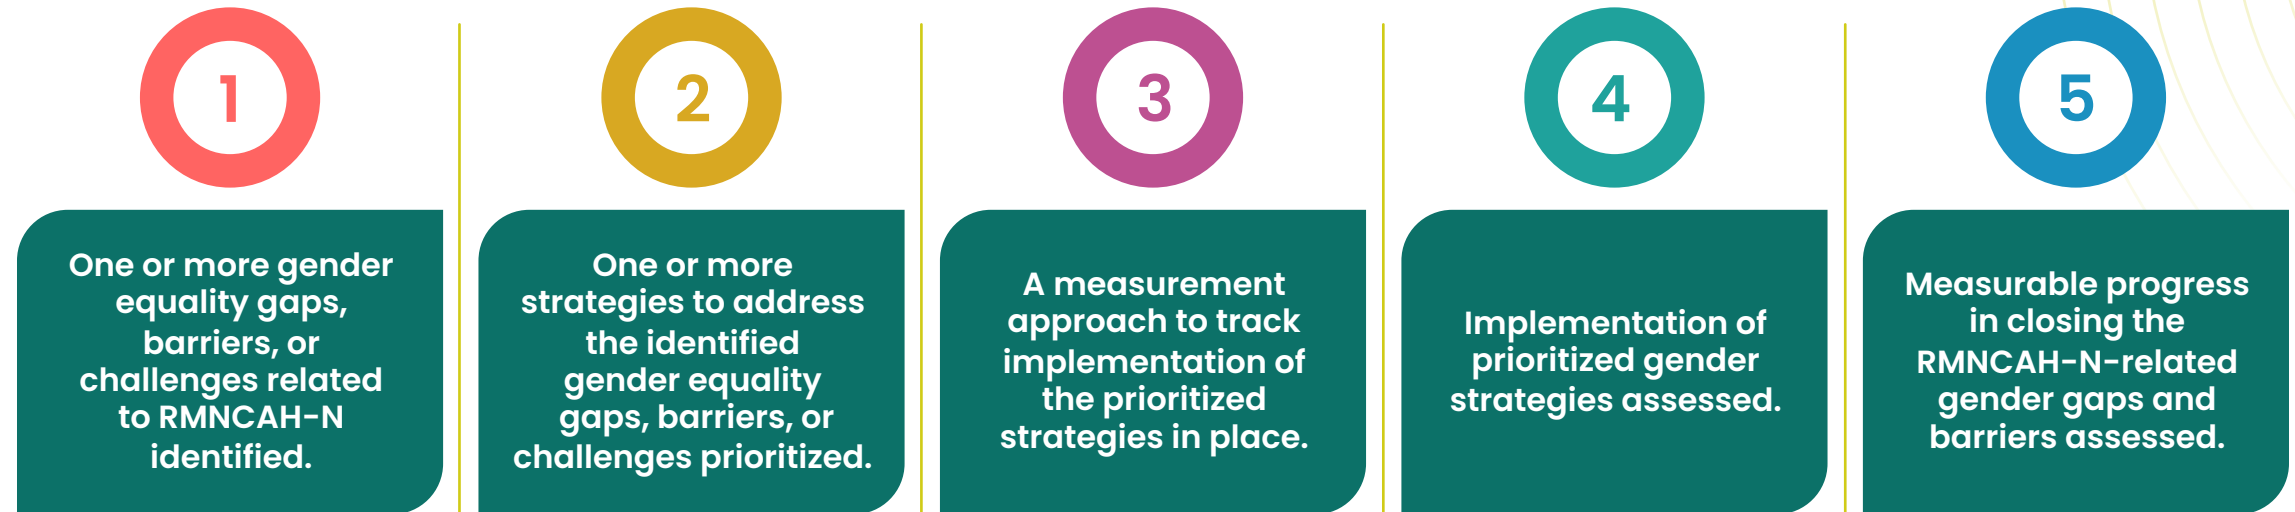 1
One or more gender
equality gaps,
barriers, or
challenges related
to RMNCAH-N
identified.
2
One or more
strategies to address
the identified
gender equality
gaps, barriers, or
challenges prioritized.
3
A measurement
approach to track
implementation of
the prioritized
strategies in place.
4
Implementation of
prioritized gender
strategies assessed.
5
Measurable progress
in closing the
RMNCAH-N-related
gender gaps and
barriers assessed.